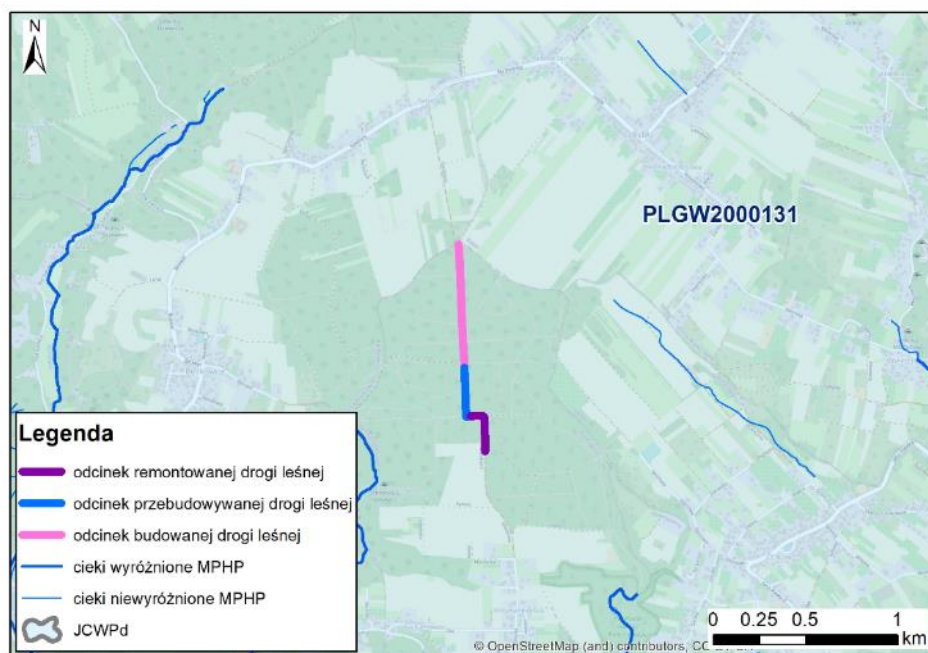 N
PLGW2000131
Legenda
odcinek remontowanej drogi leśnej
odcinek przebudowywanej drogi leśnej
odcinek budowanej drogi leśnej
cieki wyróżnione MPHP
cieki niewyróżnione MPHP
JCWPd
0 0.25 0.5 1
km
© OpenStreetMap (and) contributors,